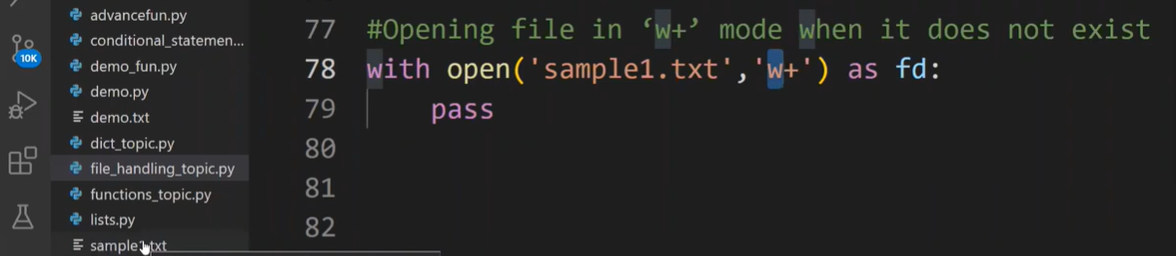 advancefun.py
conditional_statemen...
demo_fun.py
demo.py
demo.txt
dict_topic.py
file_handling_topic.py
functions_topic.py
lists.py
sample1.txt
10K
77 #Opening file in ‘w+’ mode when it does not exist
78 with open('sample1.txt','w+') as fd:
79 pass
80
81
82